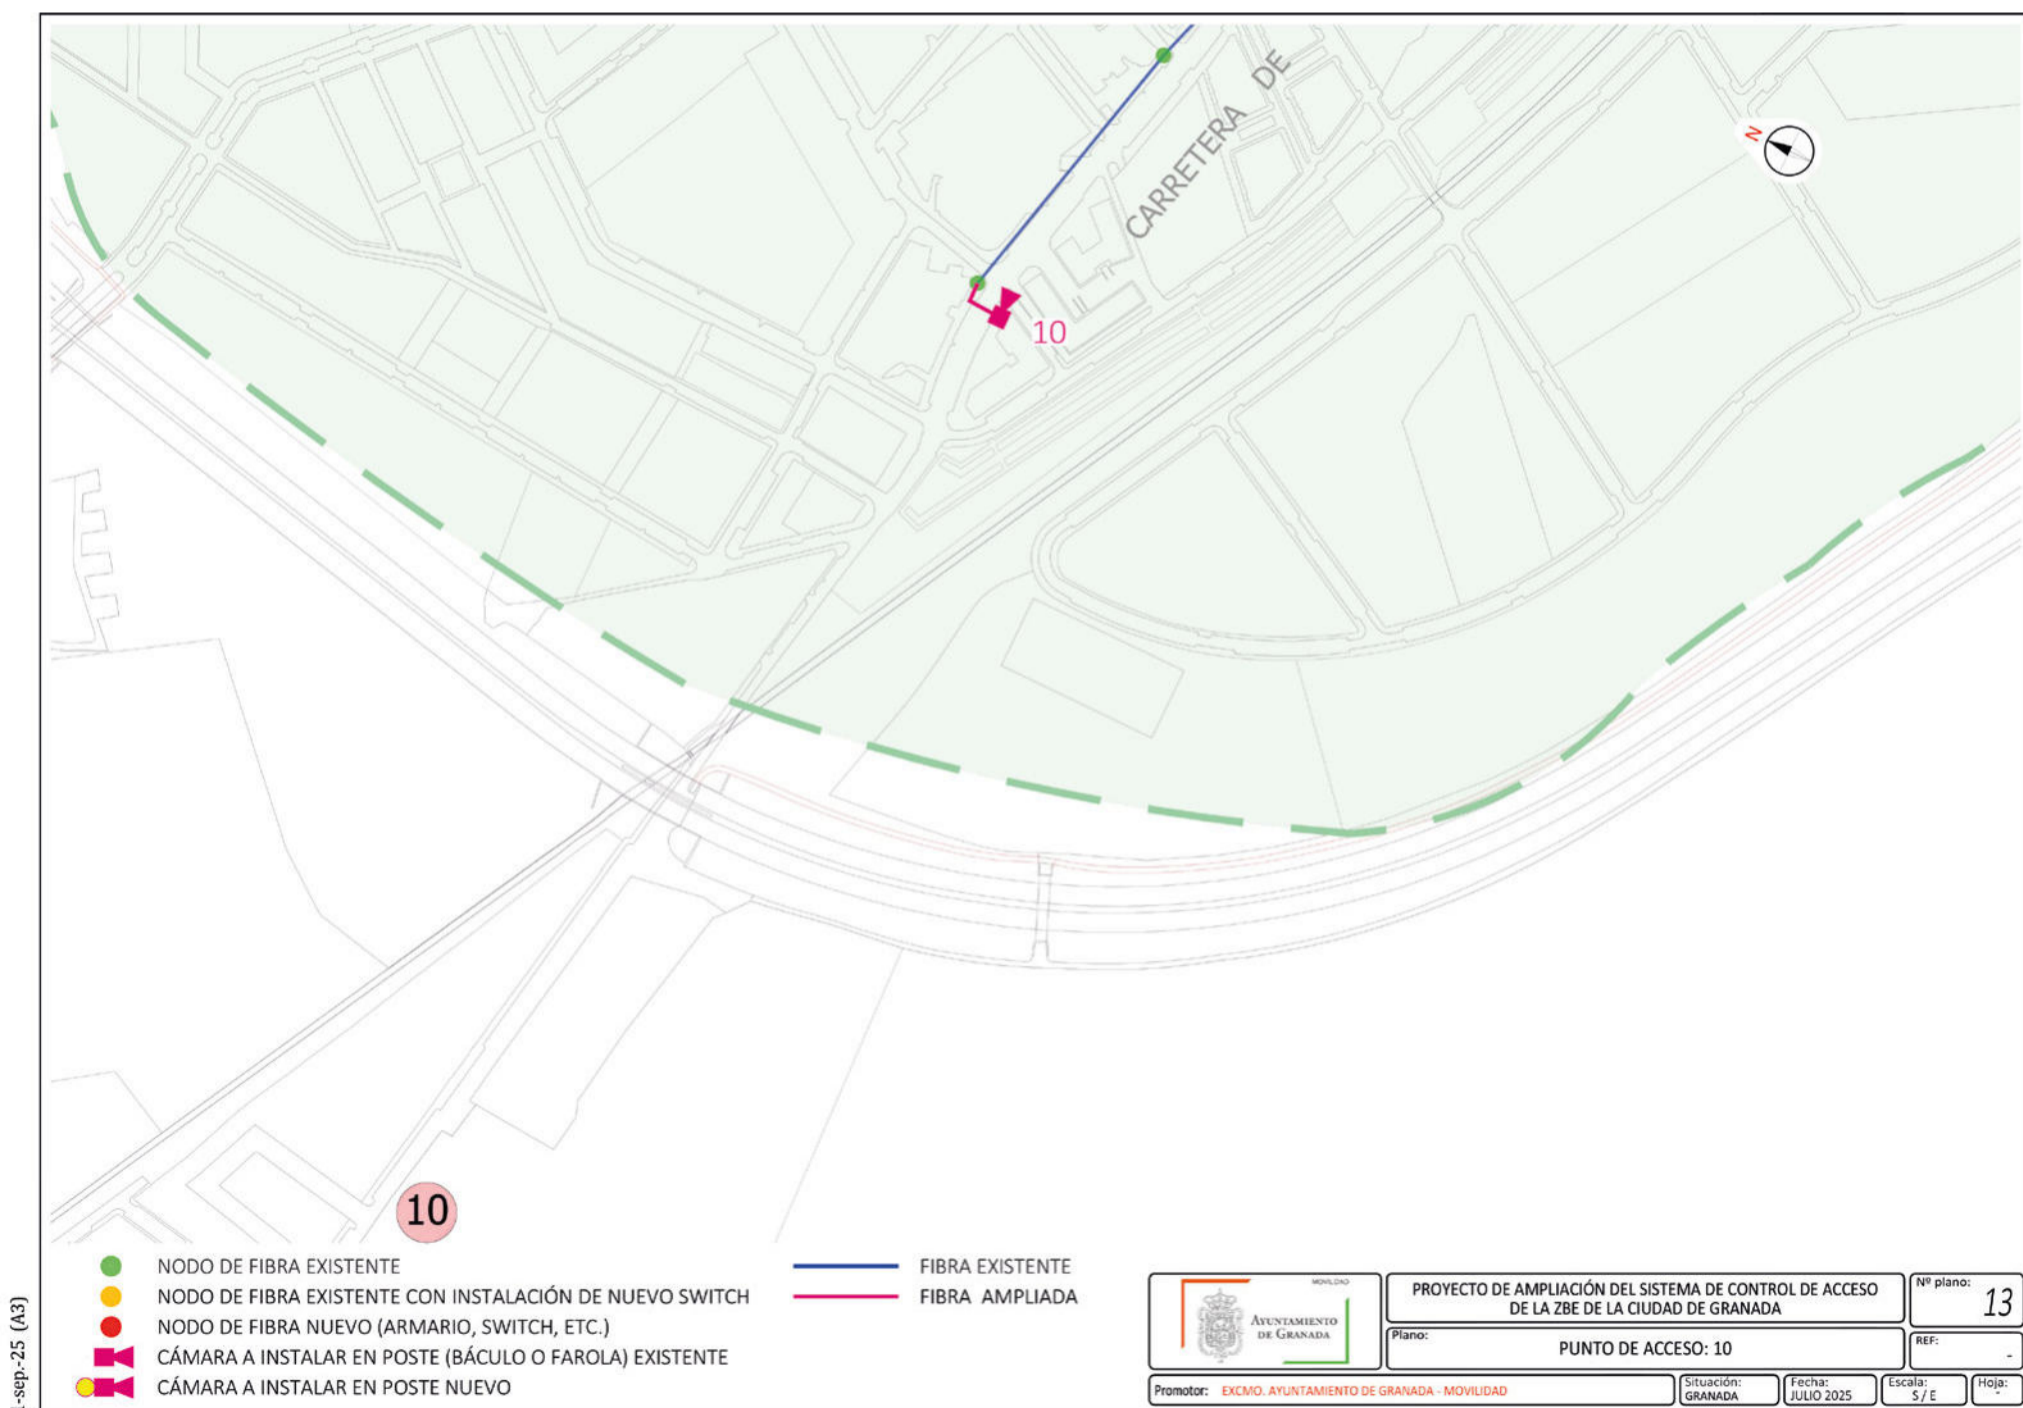 CARRETERA DE
N
10
10
NODO DE FIBRA EXISTENTE
NODO DE FIBRA EXISTENTE CON INSTALACIÓN DE NUEVO SWITCH
NODO DE FIBRA NUEVO (ARMARIO, SWITCH, ETC.)
CÁMARA A INSTALAR EN POSTE (BÁCULO O FAROLA) EXISTENTE
CÁMARA A INSTALAR EN POSTE NUEVO
FIBRA EXISTENTE
FIBRA AMPLIADA
MOVILIDAD
AYUNTAMIENTO
DE GRANADA
PROYECTO DE AMPLIACIÓN DEL SISTEMA DE CONTROL DE ACCESO
DE LA ZBE DE LA CIUDAD DE GRANADA
Nº plano:
13
Plano:
PUNTO DE ACCESO: 10
REF:
-
Promotor: EXCMO. AYUNTAMIENTO DE GRANADA - MOVILIDAD
Situación:
GRANADA
Fecha:
JULIO 2025
Escala:
S / E
Hoja:
-
-sep.-25 (A3)